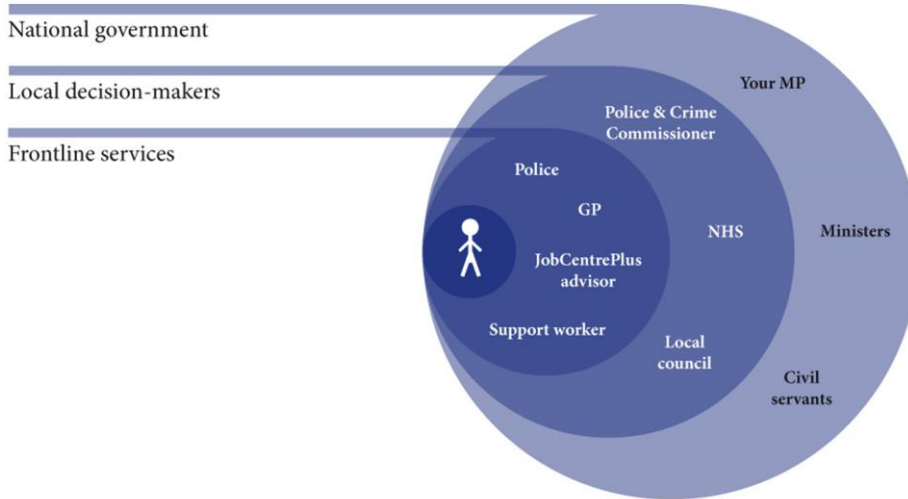 National government
Local decision-makers
Frontline services
Your MP
Police & Crime
Commissioner
Police
GP
NHS
Ministers
JobCentrePlus
advisor
Support worker
Local
council
Civil
servants